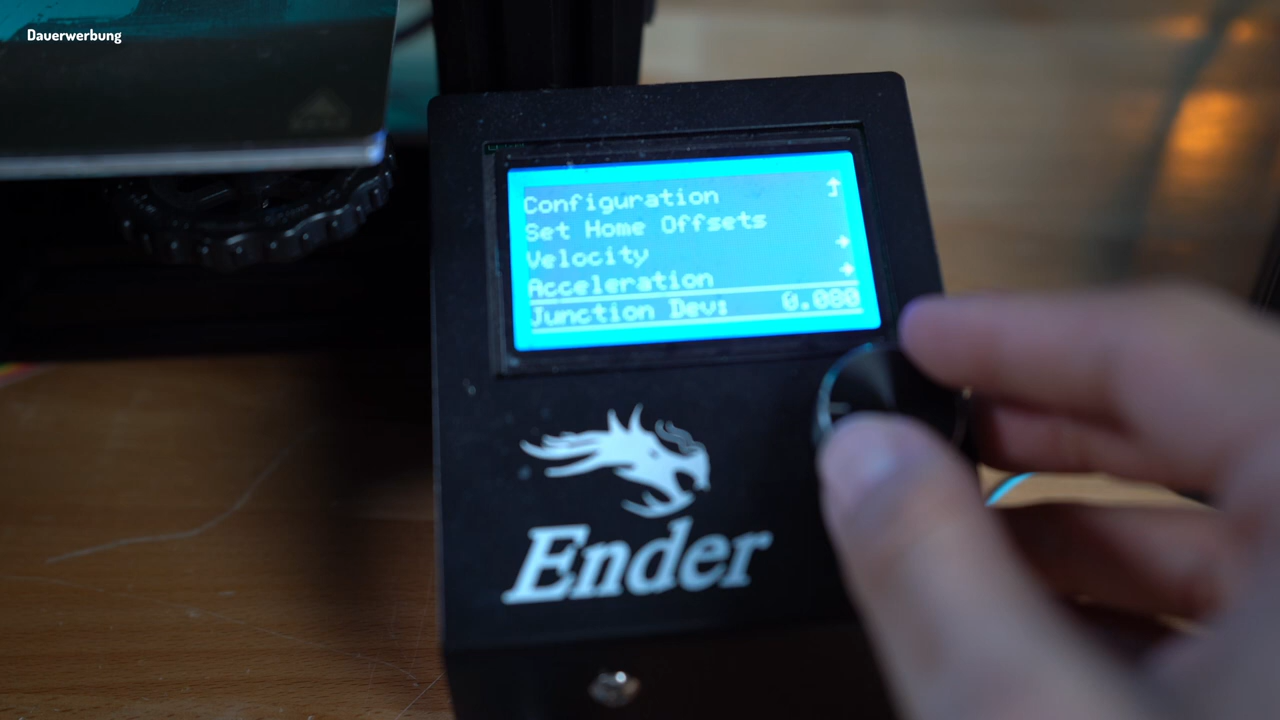 Dauerwerbung
Configuration
Set Home Offsets
Velocity
Acceleration
Junction Dev: 0.080
Ender